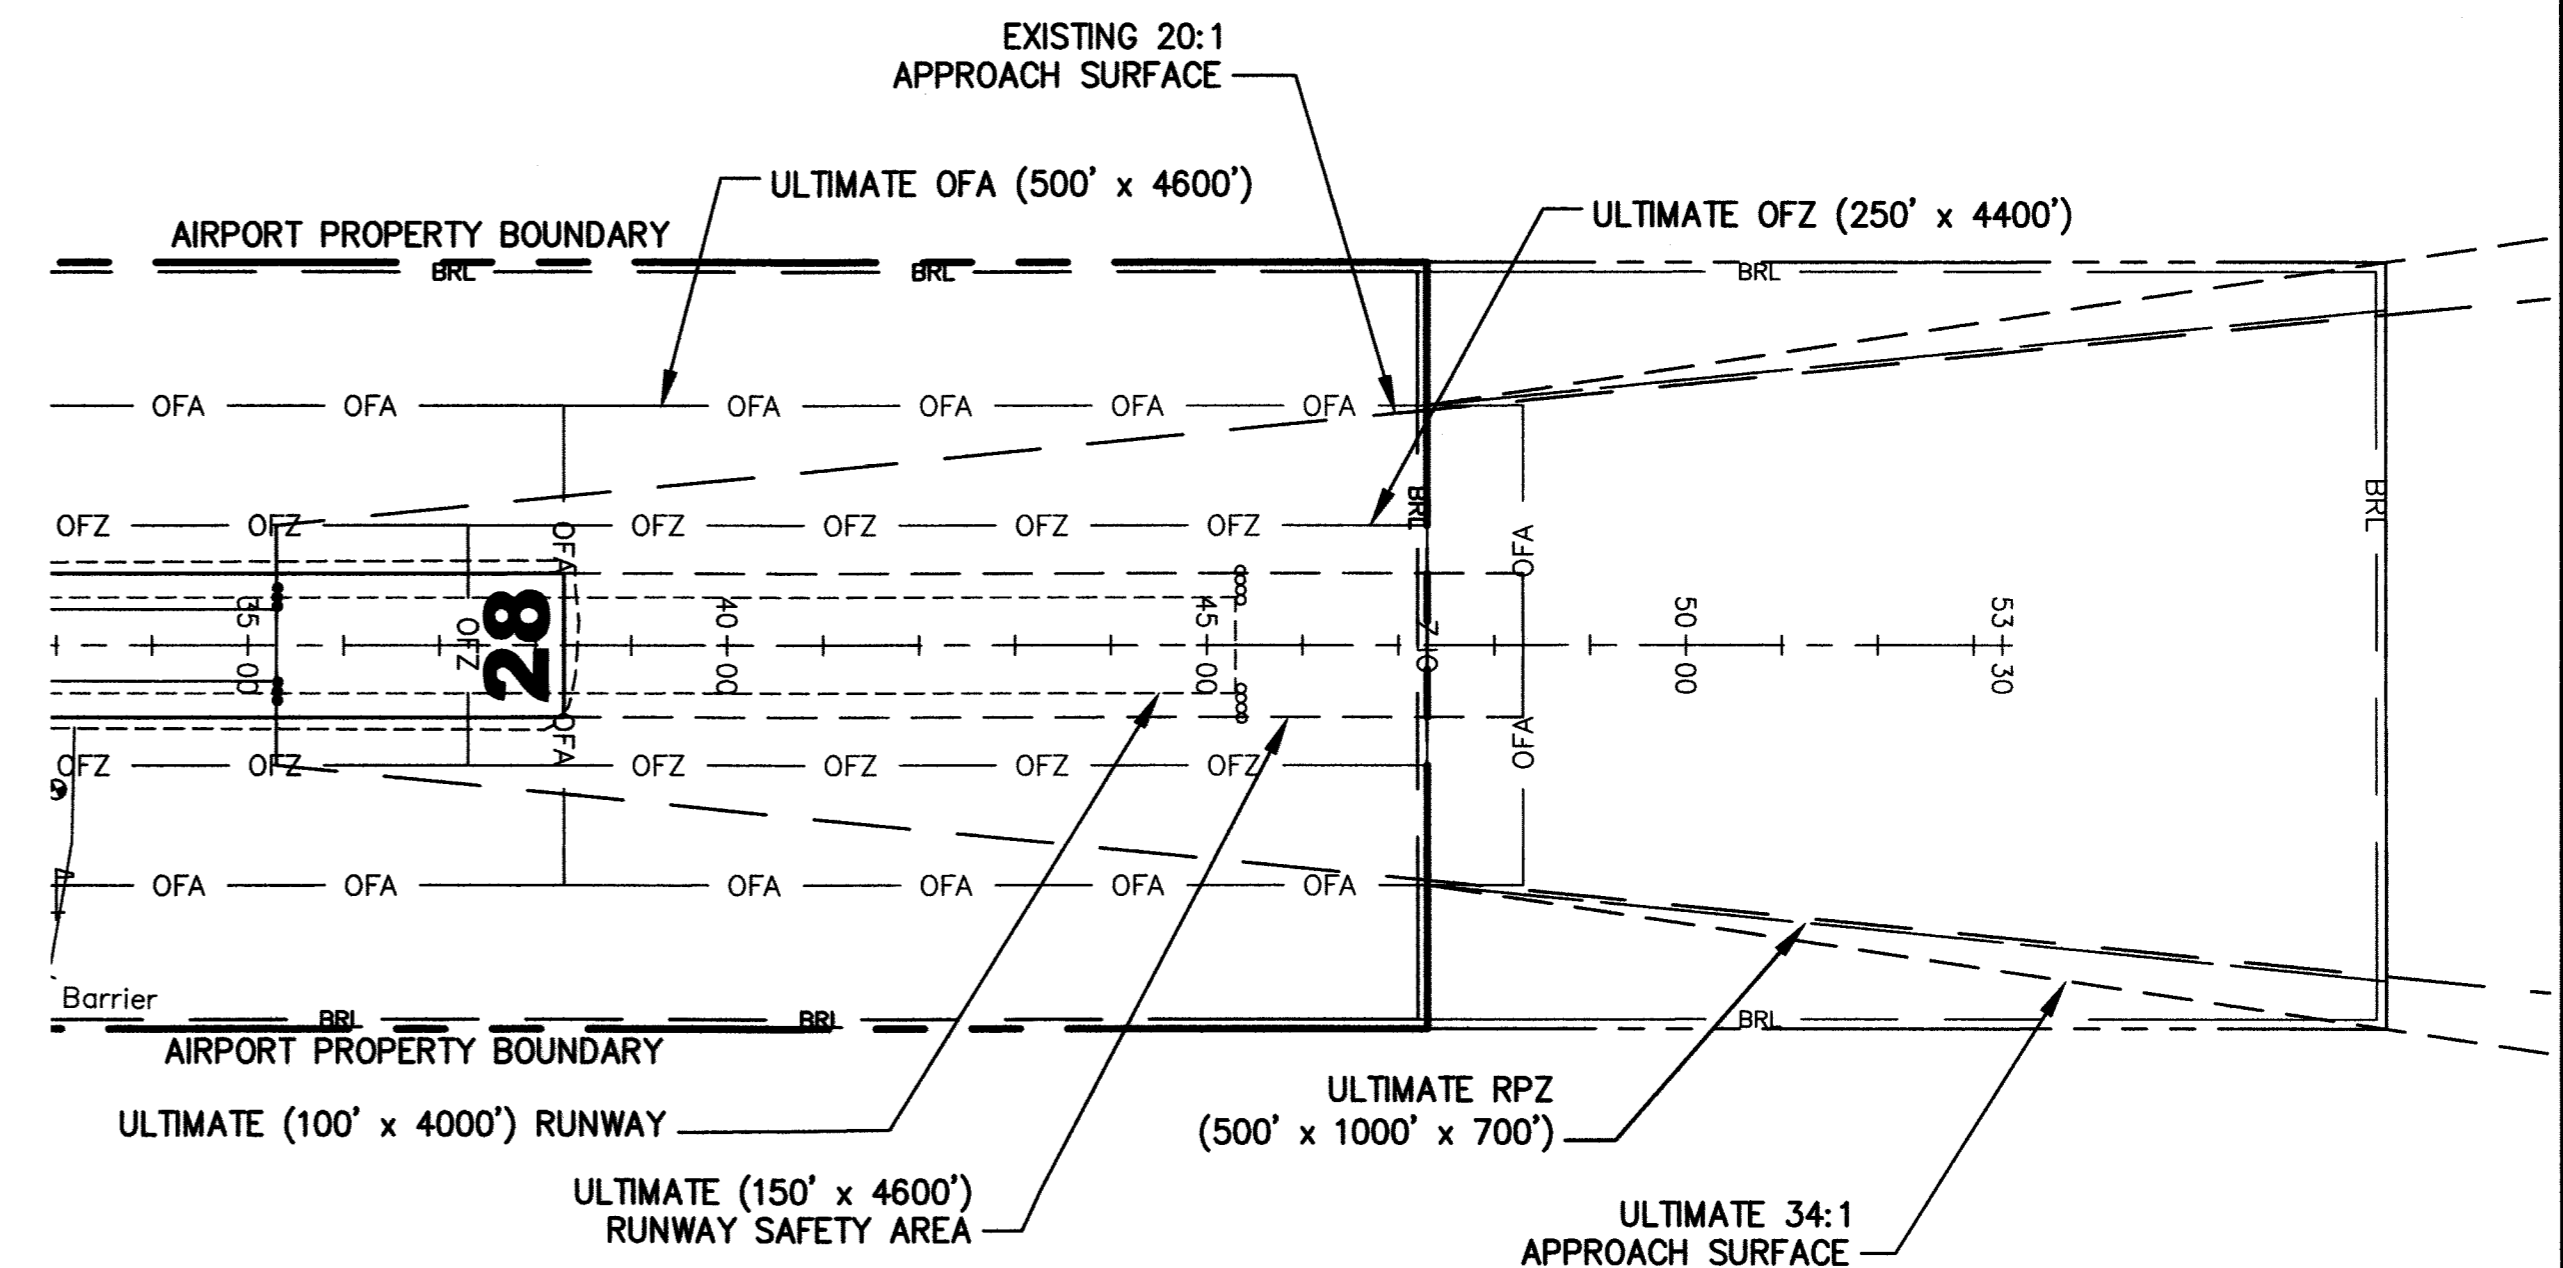 EXISTING 20:1
APPROACH SURFACE
ULTIMATE OFA (500' x 4600')
ULTIMATE OFZ (250' x 4400')
AIRPORT PROPERTY BOUNDARY
BRL
BRL
BRL
OFA
OFA
OFA
OFA
OFA
OFA
BRL
BRL
OFZ
OFZ
OFZ
OFZ
OFZ
OFZ
OFA
OFA
35
00
OFZ
28
40
00
45
00
50
00
53
30
OFA
OFA
OFZ
OFZ
OFZ
OFZ
OFZ
OFZ
OFA
OFA
OFA
OFA
OFA
OFA
Barrier
BRL
BRL
BRL
AIRPORT PROPERTY BOUNDARY
ULTIMATE RPZ
(500' x 1000' x 700')
ULTIMATE (100' x 4000') RUNWAY
ULTIMATE (150' x 4600')
RUNWAY SAFETY AREA
ULTIMATE 34:1
APPROACH SURFACE